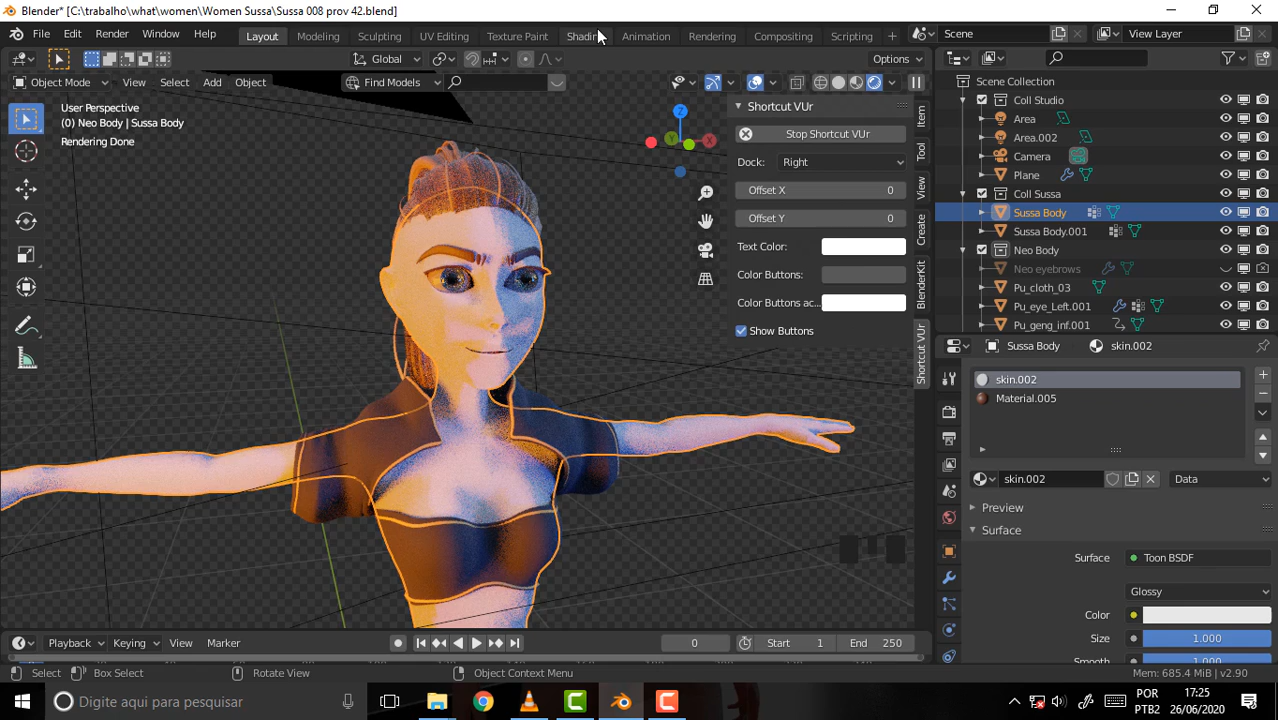 Blender* [C:\trabalho\what\women\Women Sussa\Sussa 008 prov 42.blend]
File Edit Render Window Help Layout Modeling Sculpting UV Editing Texture Paint Shading Animation Rendering Compositing Scripting + Scene View Layer
Global Options
Object Mode View Select Add Object Find Models
User Perspective
(0) Neo Body | Sussa Body
Rendering Done
Z
Y
X
Shortcut VUr
Stop Shortcut VUr
Dock: Right
Offset X 0
Offset Y 0
Text Color:
Color Buttons:
Color Buttons ac...
Show Buttons
Item
Tool
View
Create
BlenderKit
Shortcut VUr
Scene Collection
Coll Studio
Area
Area.002
Camera
Plane
Coll Sussa
Sussa Body
Sussa Body.001
Neo Body
Neo eyebrows
Pu_cloth_03
Pu_eye_Left.001
Pu_geng_inf.001
Sussa Body skin.002
skin.002
Material.005
skin.002 Data
Preview
Surface
Surface Toon BSDF
Glossy
Color
Size 1.000
Smooth 1.000
Playback Keying View Marker 0 Start 1 End 250
Select Box Select Rotate View Object Context Menu Mem: 685.4 MiB | v2.90
Digite aqui para pesquisar
POR
PTB2
17:25
26/06/2020